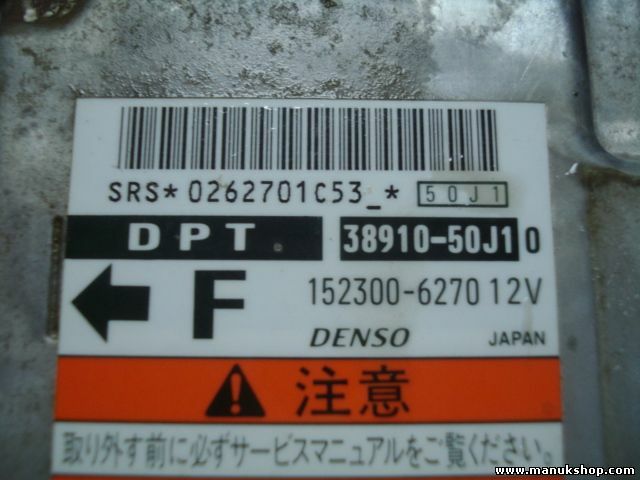 SRS*0262701C53_* 50J1
DPT 38910-50J10
F 152300-6270 12V
DENSO JAPAN
注意
取り外す前に必ずサービスマニュアルをご覧ください。
www.manukshop.com